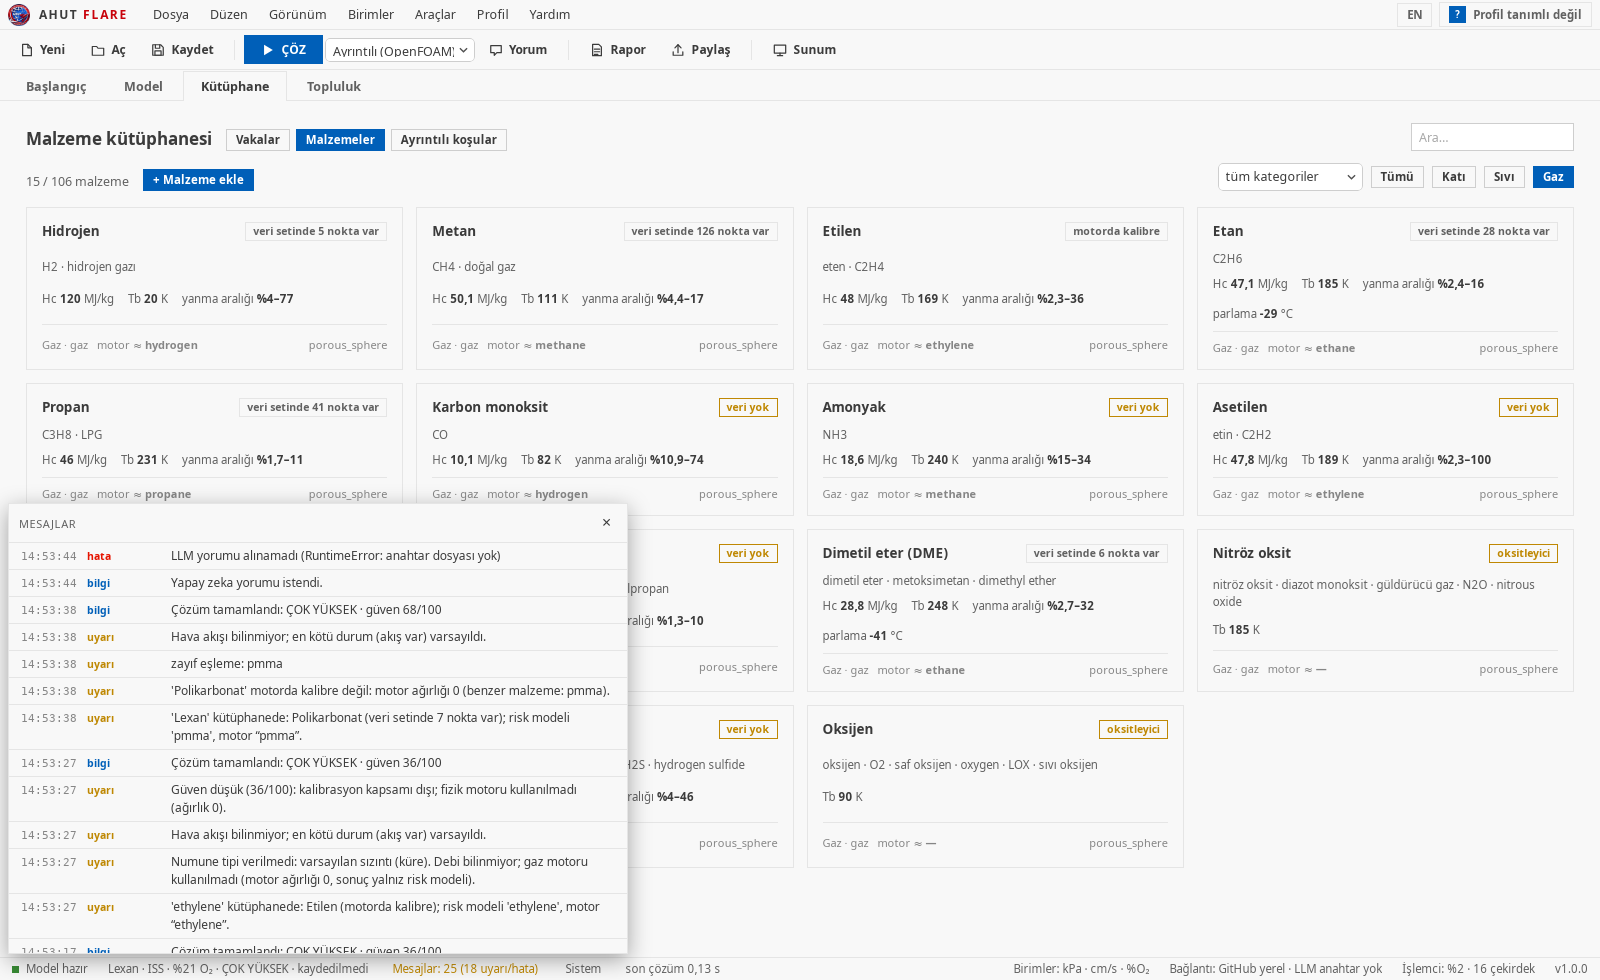 AHUT FLARE Dosya Düzen Görünüm Birimler Araçlar Profil Yardım EN ? Profil tanımlı değil
Yeni Aç Kaydet ÇÖZ Ayrıntılı (OpenFOAM) Yorum Rapor Paylaş Sunum
Başlangıç Model Kütüphane Topluluk
Malzeme kütüphanesi Vakalar Malzemeler Ayrıntılı koşular Ara...
15 / 106 malzeme + Malzeme ekle tüm kategoriler Tümü Katı Sıvı Gaz
Hidrojen veri setinde 5 nokta var
H2 · hidrojen gazı
Hc 120 MJ/kg Tb 20 K yanma aralığı %4–77
Gaz · gaz motor ≈ hydrogen porous_sphere
Metan veri setinde 126 nokta var
CH4 · doğal gaz
Hc 50,1 MJ/kg Tb 111 K yanma aralığı %4,4–17
Gaz · gaz motor ≈ methane porous_sphere
Etilen motorda kalibre
eten · C2H4
Hc 48 MJ/kg Tb 169 K yanma aralığı %2,3–36
Gaz · gaz motor ≈ ethylene porous_sphere
Etan veri setinde 28 nokta var
C2H6
Hc 47,1 MJ/kg Tb 185 K yanma aralığı %2,4–16
parlama -29 °C
Gaz · gaz motor ≈ ethane porous_sphere
Propan veri setinde 41 nokta var
C3H8 · LPG
Hc 46 MJ/kg Tb 231 K yanma aralığı %1,7–11
Gaz · gaz motor ≈ propane porous_sphere
Karbon monoksit veri yok
CO
Hc 10,1 MJ/kg Tb 82 K yanma aralığı %10,9–74
Gaz · gaz motor ≈ hydrogen porous_sphere
Amonyak veri yok
NH3
Hc 18,6 MJ/kg Tb 240 K yanma aralığı %15–34
Gaz · gaz motor ≈ methane porous_sphere
Asetilen veri yok
etin · C2H2
Hc 47,8 MJ/kg Tb 189 K yanma aralığı %2,3–100
Gaz · gaz motor ≈ ethylene porous_sphere
veri yok
lpropan
ralığı %1,3–10
porous_sphere
Dimetil eter (DME) veri setinde 6 nokta var
dimetil eter · metoksimetan · dimethyl ether
Hc 28,8 MJ/kg Tb 248 K yanma aralığı %2,7–32
parlama -41 °C
Gaz · gaz motor ≈ ethane porous_sphere
Nitröz oksit oksitleyici
nitröz oksit · diazot monoksit · güldürücü gaz · N2O · nitrous
oxide
Tb 185 K
Gaz · gaz motor ≈ — porous_sphere
veri yok
H2S · hydrogen sulfide
ralığı %4–46
porous_sphere
Oksijen oksitleyici
oksijen · O2 · saf oksijen · oxygen · LOX · sıvı oksijen
Tb 90 K
Gaz · gaz motor ≈ — porous_sphere
MESAJLAR ×
14:53:44 hata LLM yorumu alınamadı (RuntimeError: anahtar dosyası yok)
14:53:44 bilgi Yapay zeka yorumu istendi.
14:53:38 bilgi Çözüm tamamlandı: ÇOK YÜKSEK · güven 68/100
14:53:38 uyarı Hava akışı bilinmiyor; en kötü durum (akış var) varsayıldı.
14:53:38 uyarı zayıf eşleme: pmma
14:53:38 uyarı 'Polikarbonat' motorda kalibre değil: motor ağırlığı 0 (benzer malzeme: pmma).
14:53:38 uyarı 'Lexan' kütüphanede: Polikarbonat (veri setinde 7 nokta var); risk modeli
'pmma', motor “pmma”.
14:53:27 bilgi Çözüm tamamlandı: ÇOK YÜKSEK · güven 36/100
14:53:27 uyarı Güven düşük (36/100): kalibrasyon kapsamı dışı; fizik motoru kullanılmadı
(ağırlık 0).
14:53:27 uyarı Hava akışı bilinmiyor; en kötü durum (akış var) varsayıldı.
14:53:27 uyarı Numune tipi verilmedi: varsayılan sızıntı (küre). Debi bilinmiyor; gaz motoru
kullanılmadı (motor ağırlığı 0, sonuç yalnız risk modeli).
14:53:27 uyarı 'ethylene' kütüphanede: Etilen (motorda kalibre); risk modeli 'ethylene', motor
“ethylene”.
14:53:17 bilgi Çözüm tamamlandı: ÇOK YÜKSEK · güven 36/100
Model hazır Lexan · ISS · %21 O₂ · ÇOK YÜKSEK · kaydedilmedi Mesajlar: 25 (18 uyarı/hata) Sistem son çözüm 0,13 s Birimler: kPa · cm/s · %O₂ Bağlantı: GitHub yerel · LLM anahtar yok İşlemci: %2 · 16 çekirdek v1.0.0